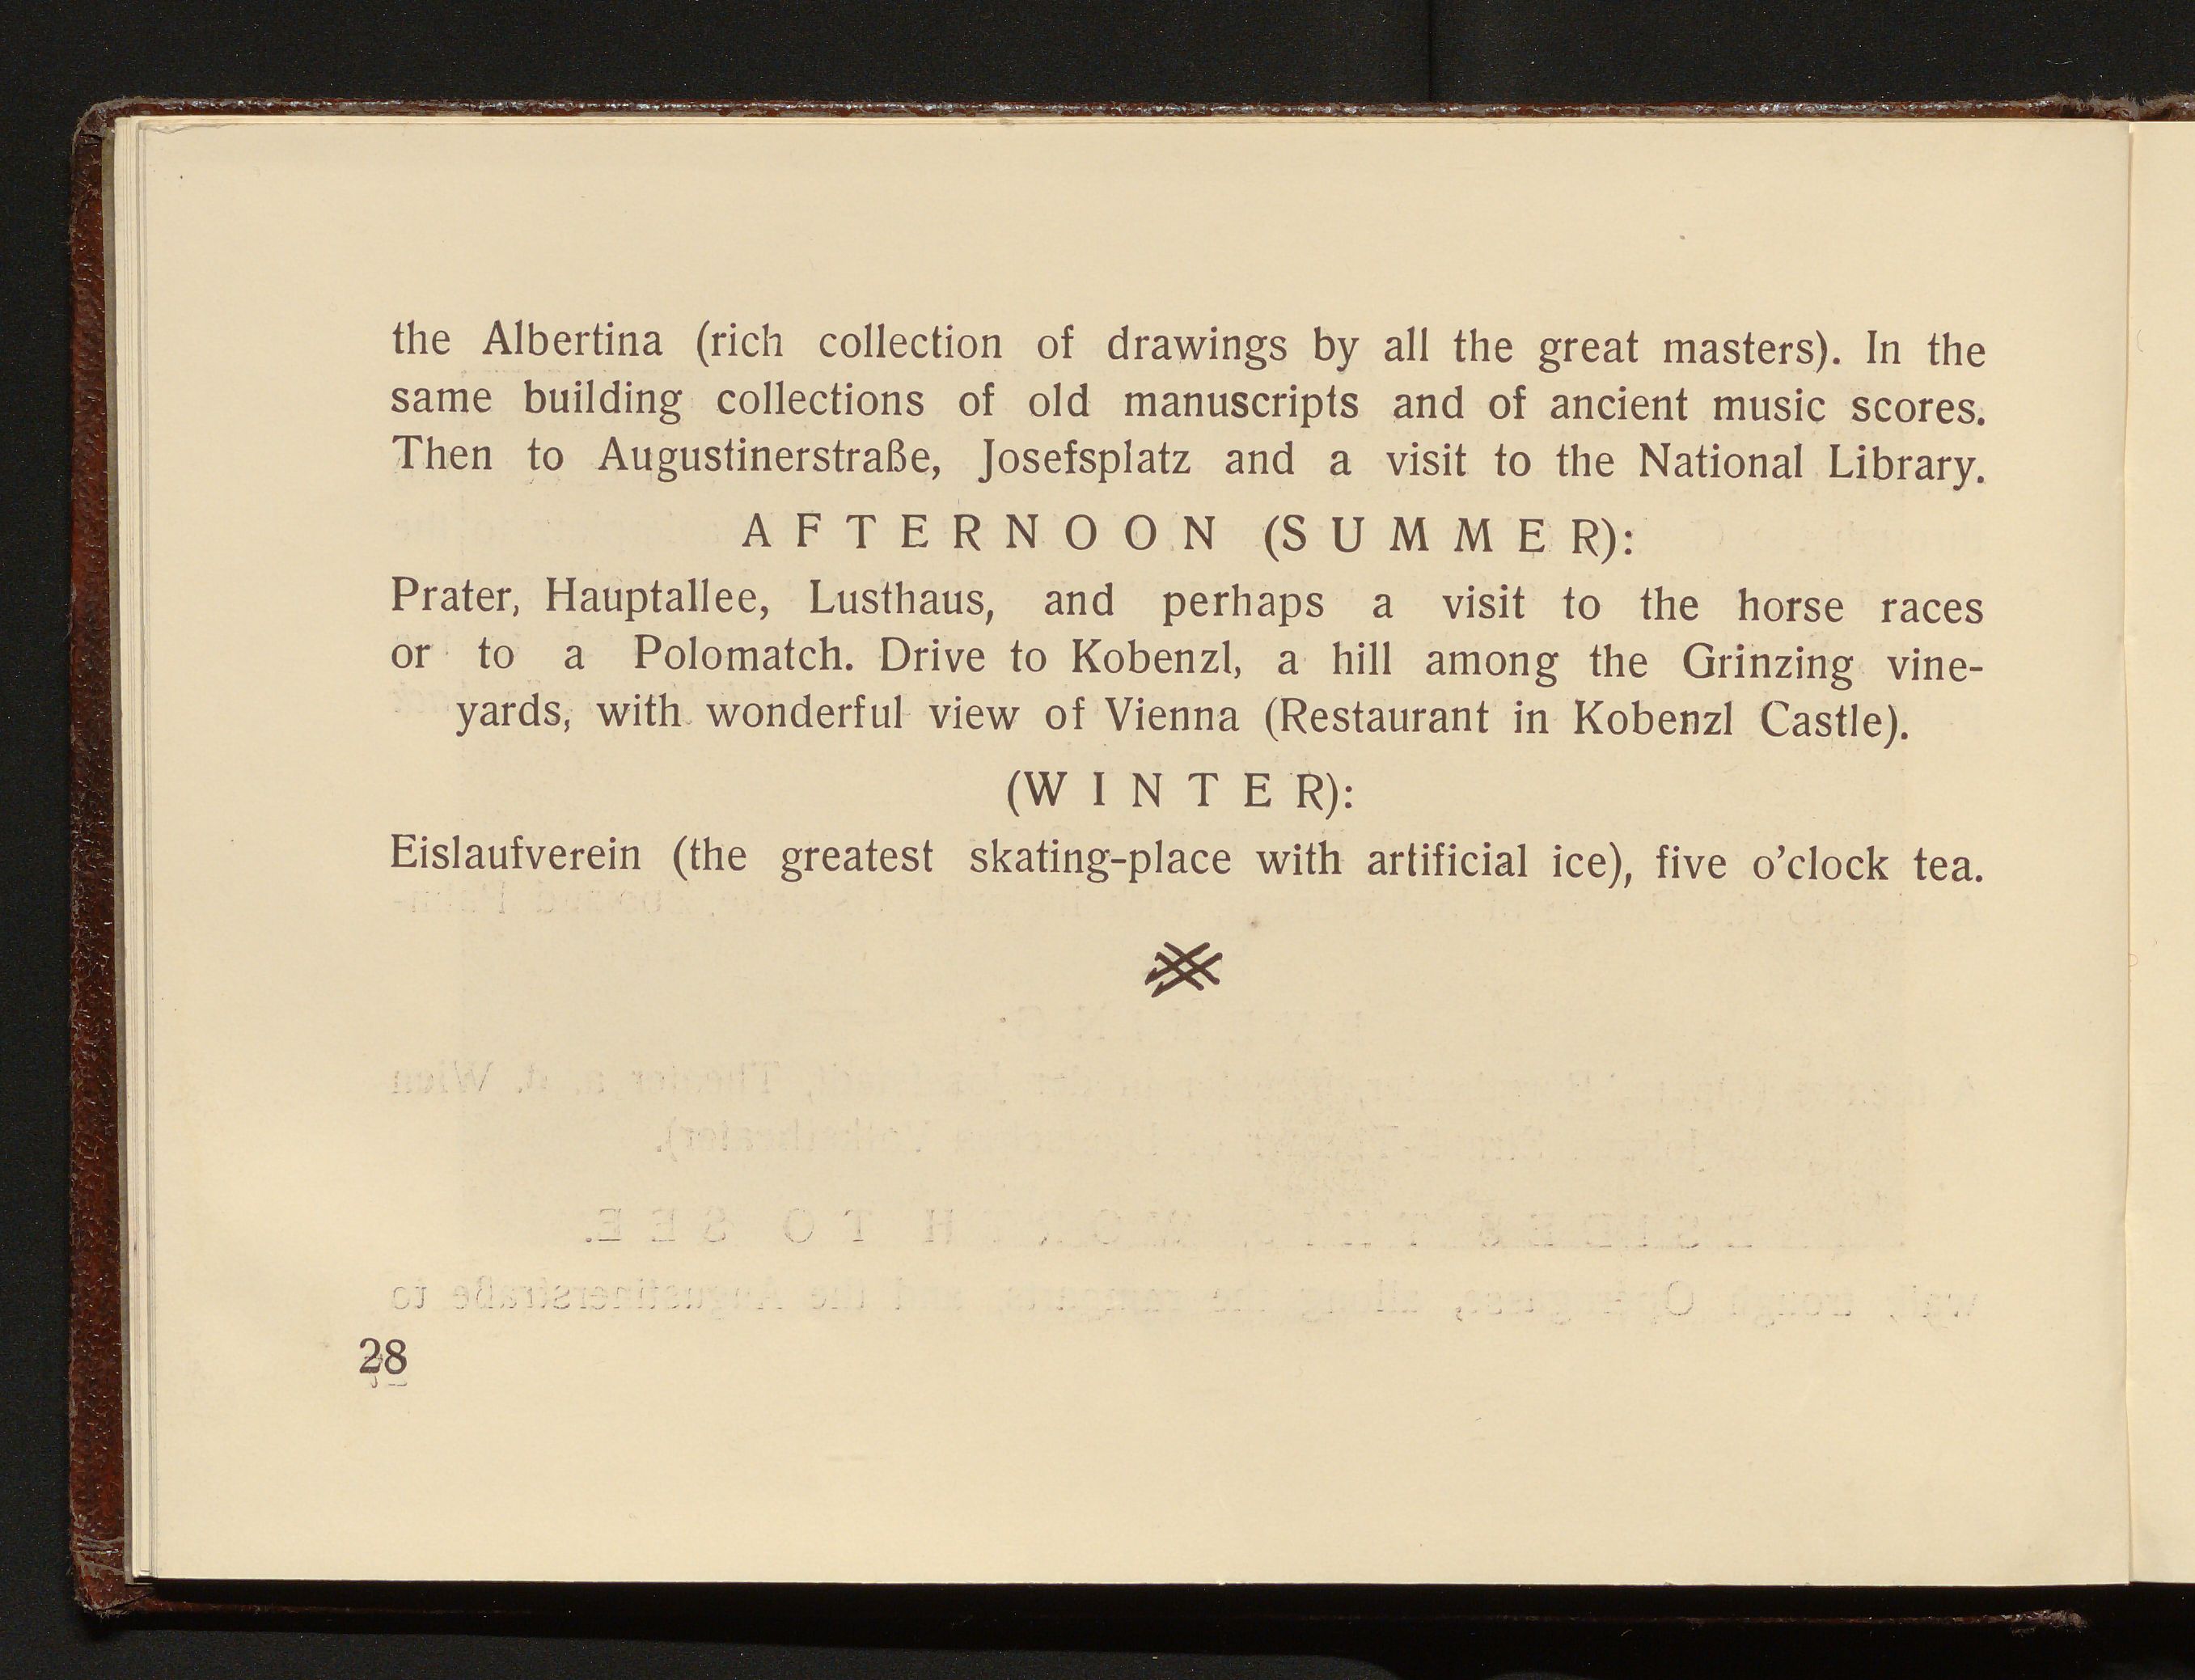 the Albertina (rich collection of drawings by all the great masters). In the
same building collections of old manuscripts and of ancient music scores.
Then to Augustinerstraße, Josefsplatz and a visit to the National Library.
AFTERNOON (SUMMER):
Prater, Hauptallee, Lusthaus, and perhaps a visit to the horse races
or to a Polomatch. Drive to Kobenzl, a hill among the Grinzing vine-
yards, with wonderful view of Vienna (Restaurant in Kobenzl Castle).
(WINTER):
Eislaufverein (the greatest skating-place with artificial ice), five o'clock tea.
28